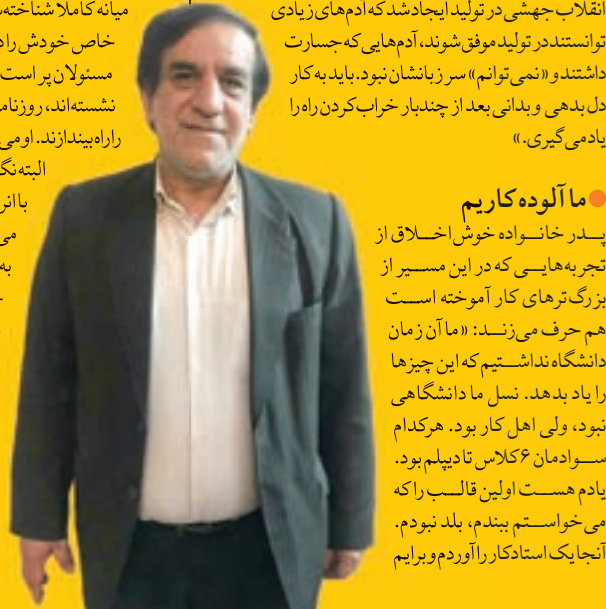 انقلاب جهشی در تولید ایجاد شد که آدم‌های زیادی
توانستند در تولید موفق شوند، آدم‌هایی که جسارت
داشتند و «نمی‌توانم» سر زبانشان نبود. باید به کار
دل بدهی و بدانی بعد از چندبار خراب‌کردن راه را
یاد می‌گیری.»
ما آلوده کاریم
پدر خانواده خوش‌اخلاق از
تجربه‌هایی که در این مسیر از
بزرگ‌ترهای کار آموخته است
هم حرف می‌زند: «ما آن زمان
دانشگاه نداشتیم که این چیزها
را یاد بدهد. نسل ما دانشگاهی
نبود، ولی اهل کار بود. هرکدام
سوادمان ۶ کلاس تا دیپلم بود.
یادم هست اولین قالب را که
می‌خواستم ببندم، بلد نبودم.
آنجا یک استادکار را آوردم و برایم
میانه کاملا شناخته‌
خاص خودش را د
مسئولان پر است
نشسته‌اند، روزنام
را راه بیندازند. او می
البته نگ
با انر
می
به